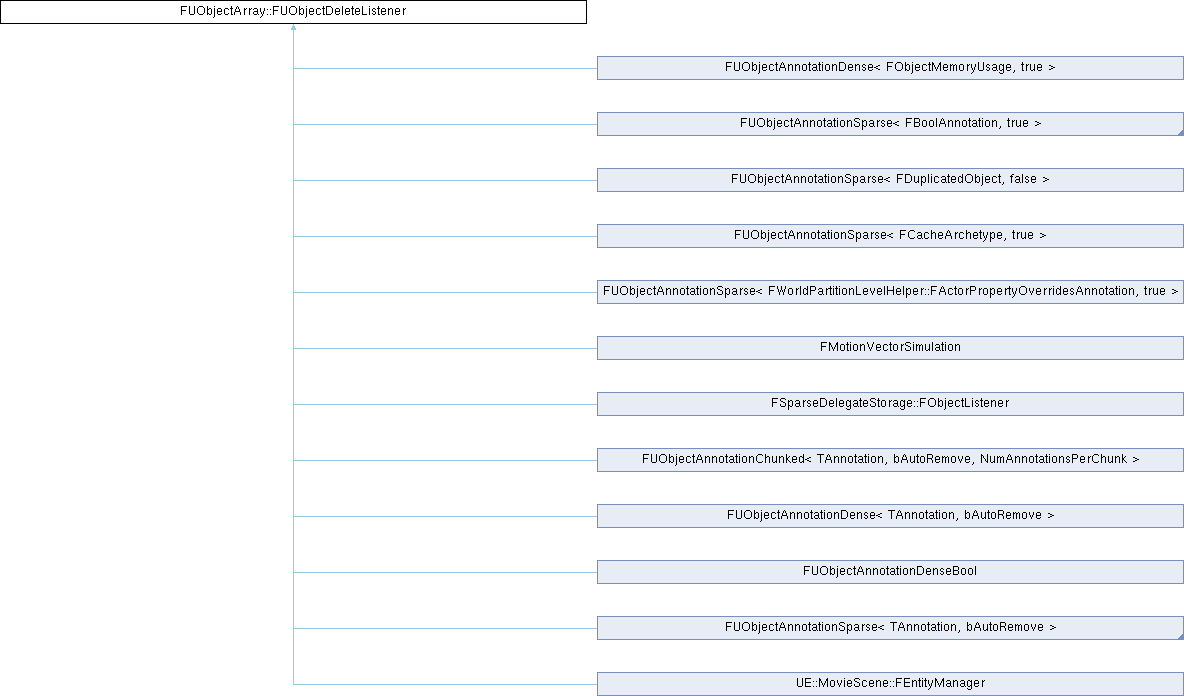 FUObjectArray::FUObjectDeleteListener
FUObjectAnnotationDense< FObjectMemoryUsage, true >
FUObjectAnnotationSparse< FBoolAnnotation, true >
FUObjectAnnotationSparse< FDuplicatedObject, false >
FUObjectAnnotationSparse< FCacheArchetype, true >
FUObjectAnnotationSparse< FWorldPartitionLevelHelper::FActorPropertyOverridesAnnotation, true >
FMotionVectorSimulation
FSparseDelegateStorage::FObjectListener
FUObjectAnnotationChunked< TAnnotation, bAutoRemove, NumAnnotationsPerChunk >
FUObjectAnnotationDense< TAnnotation, bAutoRemove >
FUObjectAnnotationDenseBool
FUObjectAnnotationSparse< TAnnotation, bAutoRemove >
UE::MovieScene::FEntityManager